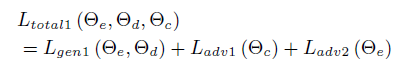 L_{total1} (Θ_e, Θ_d, Θ_c)
= L_{gen1} (Θ_e, Θ_d) + L_{adv1} (Θ_c) + L_{adv2} (Θ_e)